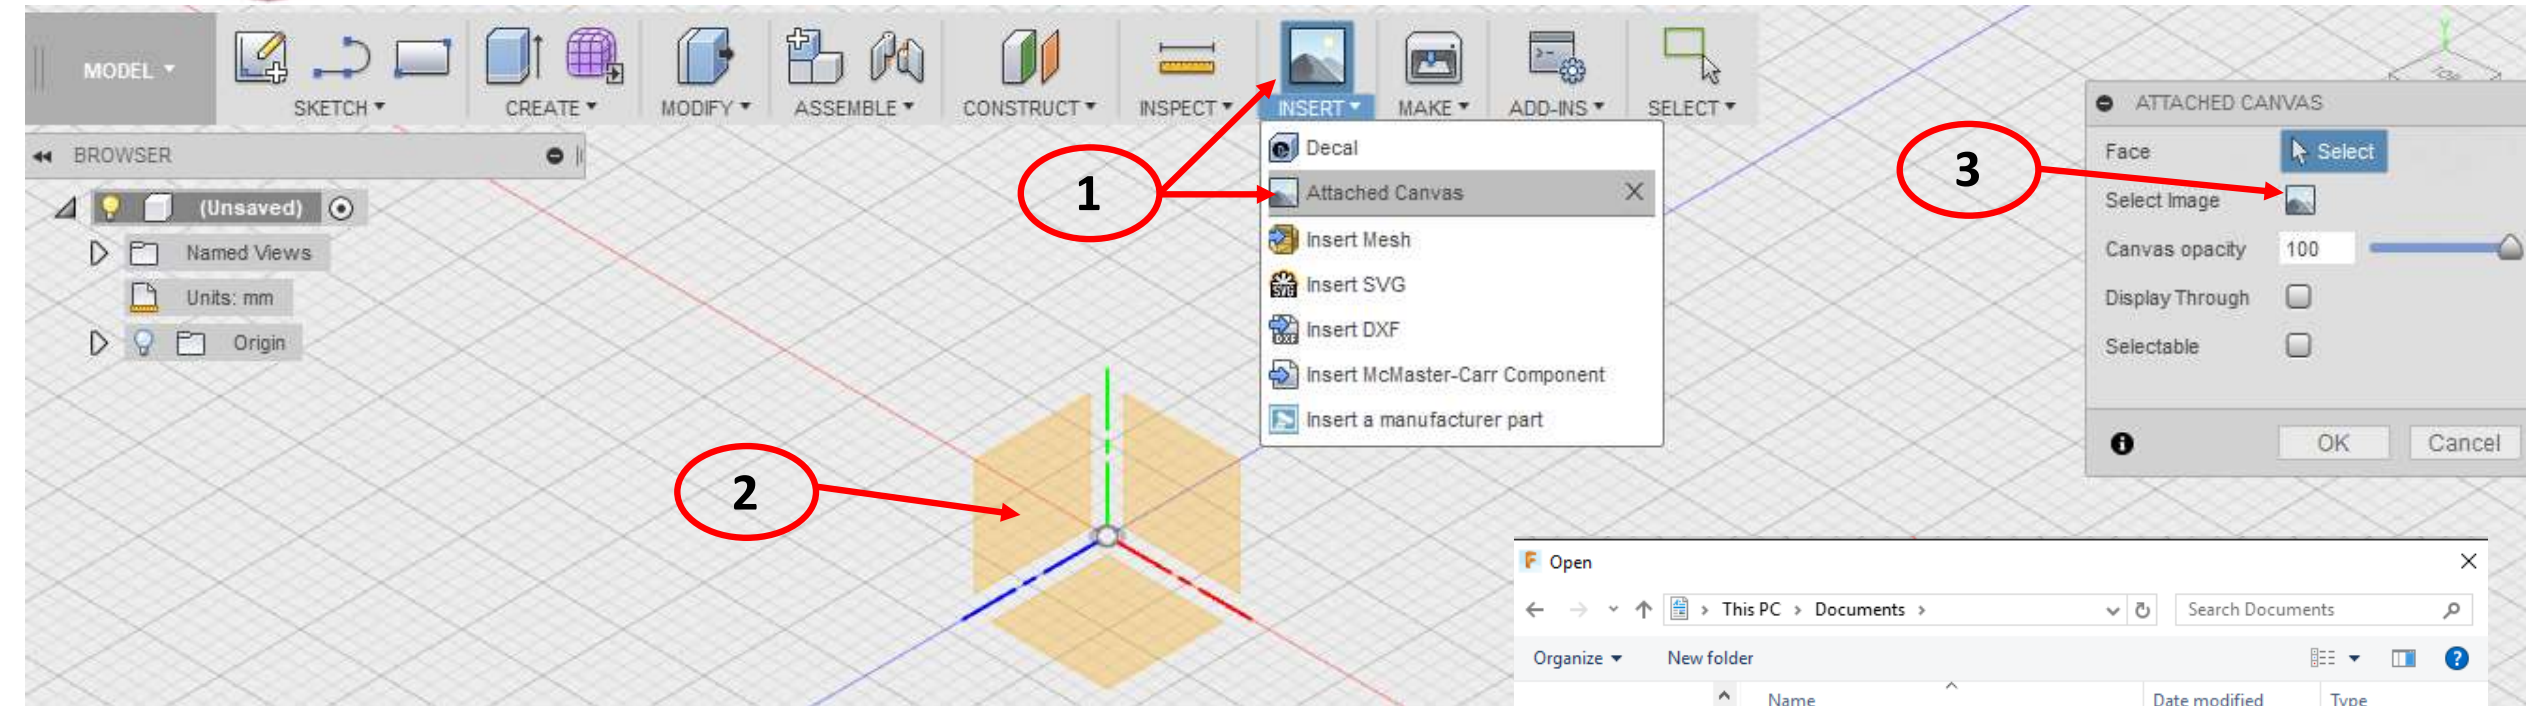 MODEL
SKETCH
CREATE
MODIFY
ASSEMBLE
CONSTRUCT
INSPECT
INSERT
MAKE
ADD-INS
SELECT
BROWSER
(Unsaved)
Named Views
Units: mm
Origin
1
2
3
Decal
Attached Canvas
Insert Mesh
SVG
Insert SVG
DXF
Insert DXF
Insert McMaster-Carr Component
Insert a manufacturer part
Y
ATTACHED CANVAS
Face
Select
Select Image
Canvas opacity
100
Display Through
Selectable
OK
Cancel
F Open
This PC > Documents >
Search Documents
Organize
New folder
Name
Date modified
Type